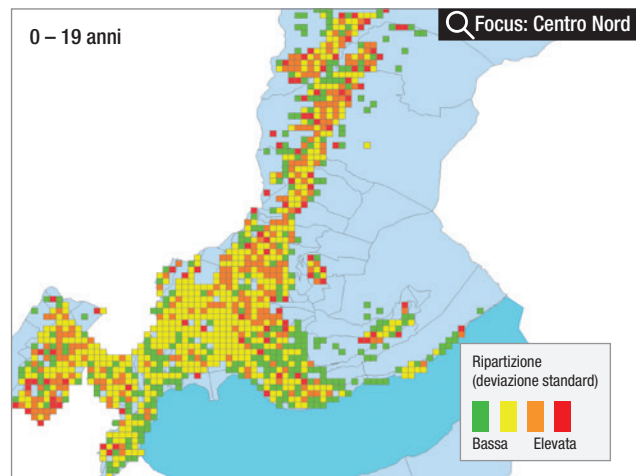 0 – 19 anni
Focus: Centro Nord
Ripartizione
(deviazione standard)
Bassa Elevata